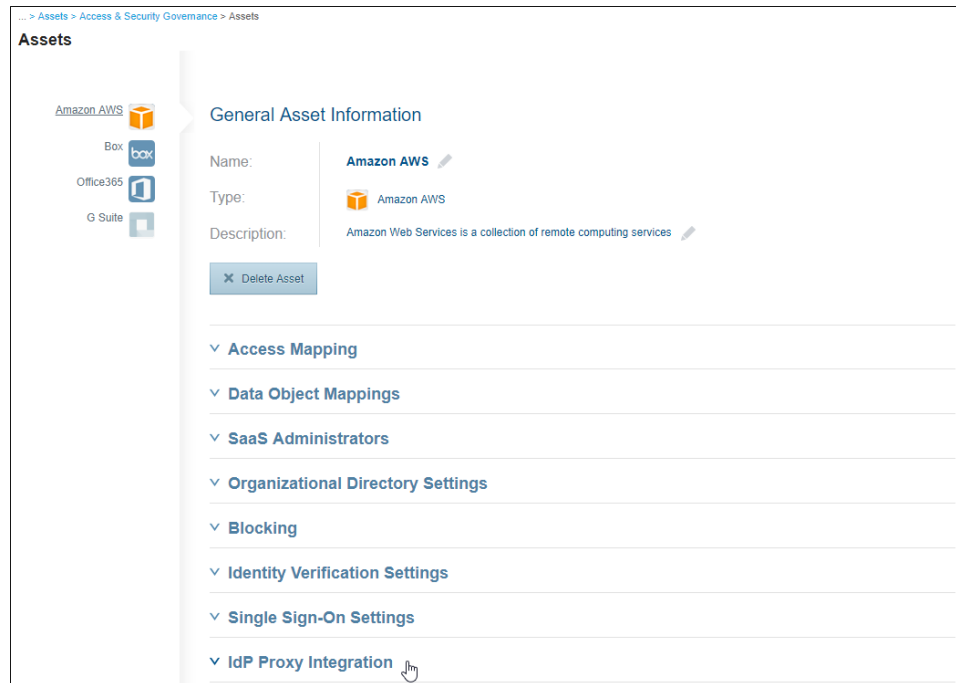 ... > Assets > Access & Security Governance > Assets
Assets
Amazon AWS
Box
box
Office365
G Suite
General Asset Information
Name: Amazon AWS
Type: Amazon AWS
Description: Amazon Web Services is a collection of remote computing services
Delete Asset
Access Mapping
Data Object Mappings
SaaS Administrators
Organizational Directory Settings
Blocking
Identity Verification Settings
Single Sign-On Settings
IdP Proxy Integration